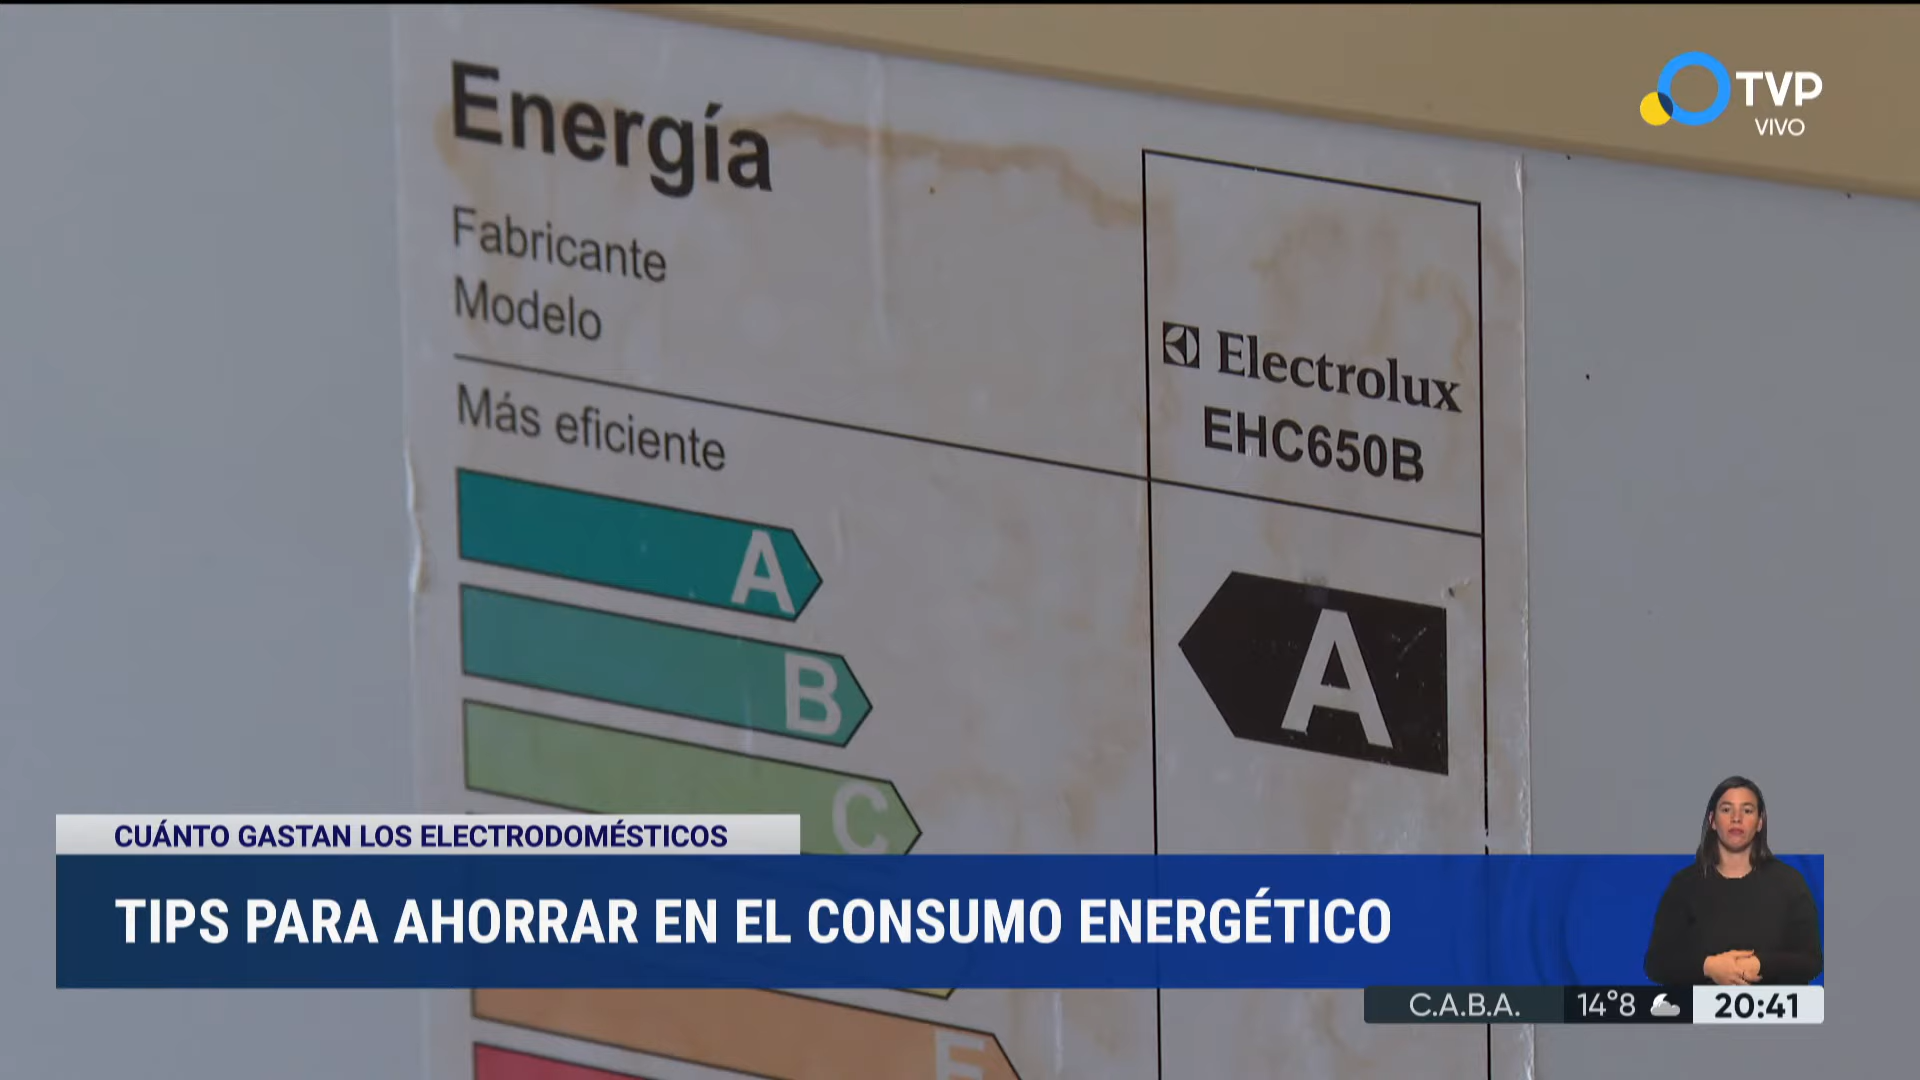 Energía
Fabricante
Modelo
Electrolux
EHC650B
Más eficiente
A
B
C
E
A
TVP
VIVO
CUÁNTO GASTAN LOS ELECTRODOMÉSTICOS
TIPS PARA AHORRAR EN EL CONSUMO ENERGÉTICO
C.A.B.A.
14°8
20:41